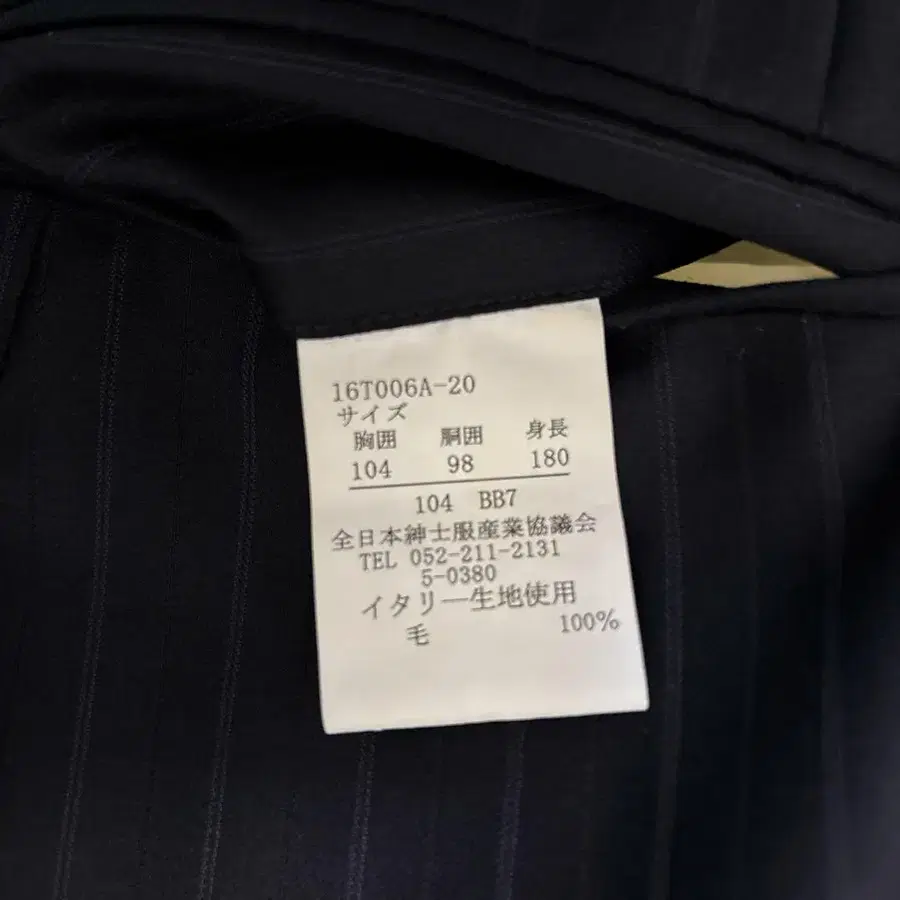 16T006A-20
サイズ
胸囲 胴囲 身長
104 98 180
104 BB7
全日本紳士服産業協議会
TEL 052-211-2131
5-0380
イタリー生地使用
毛 100%